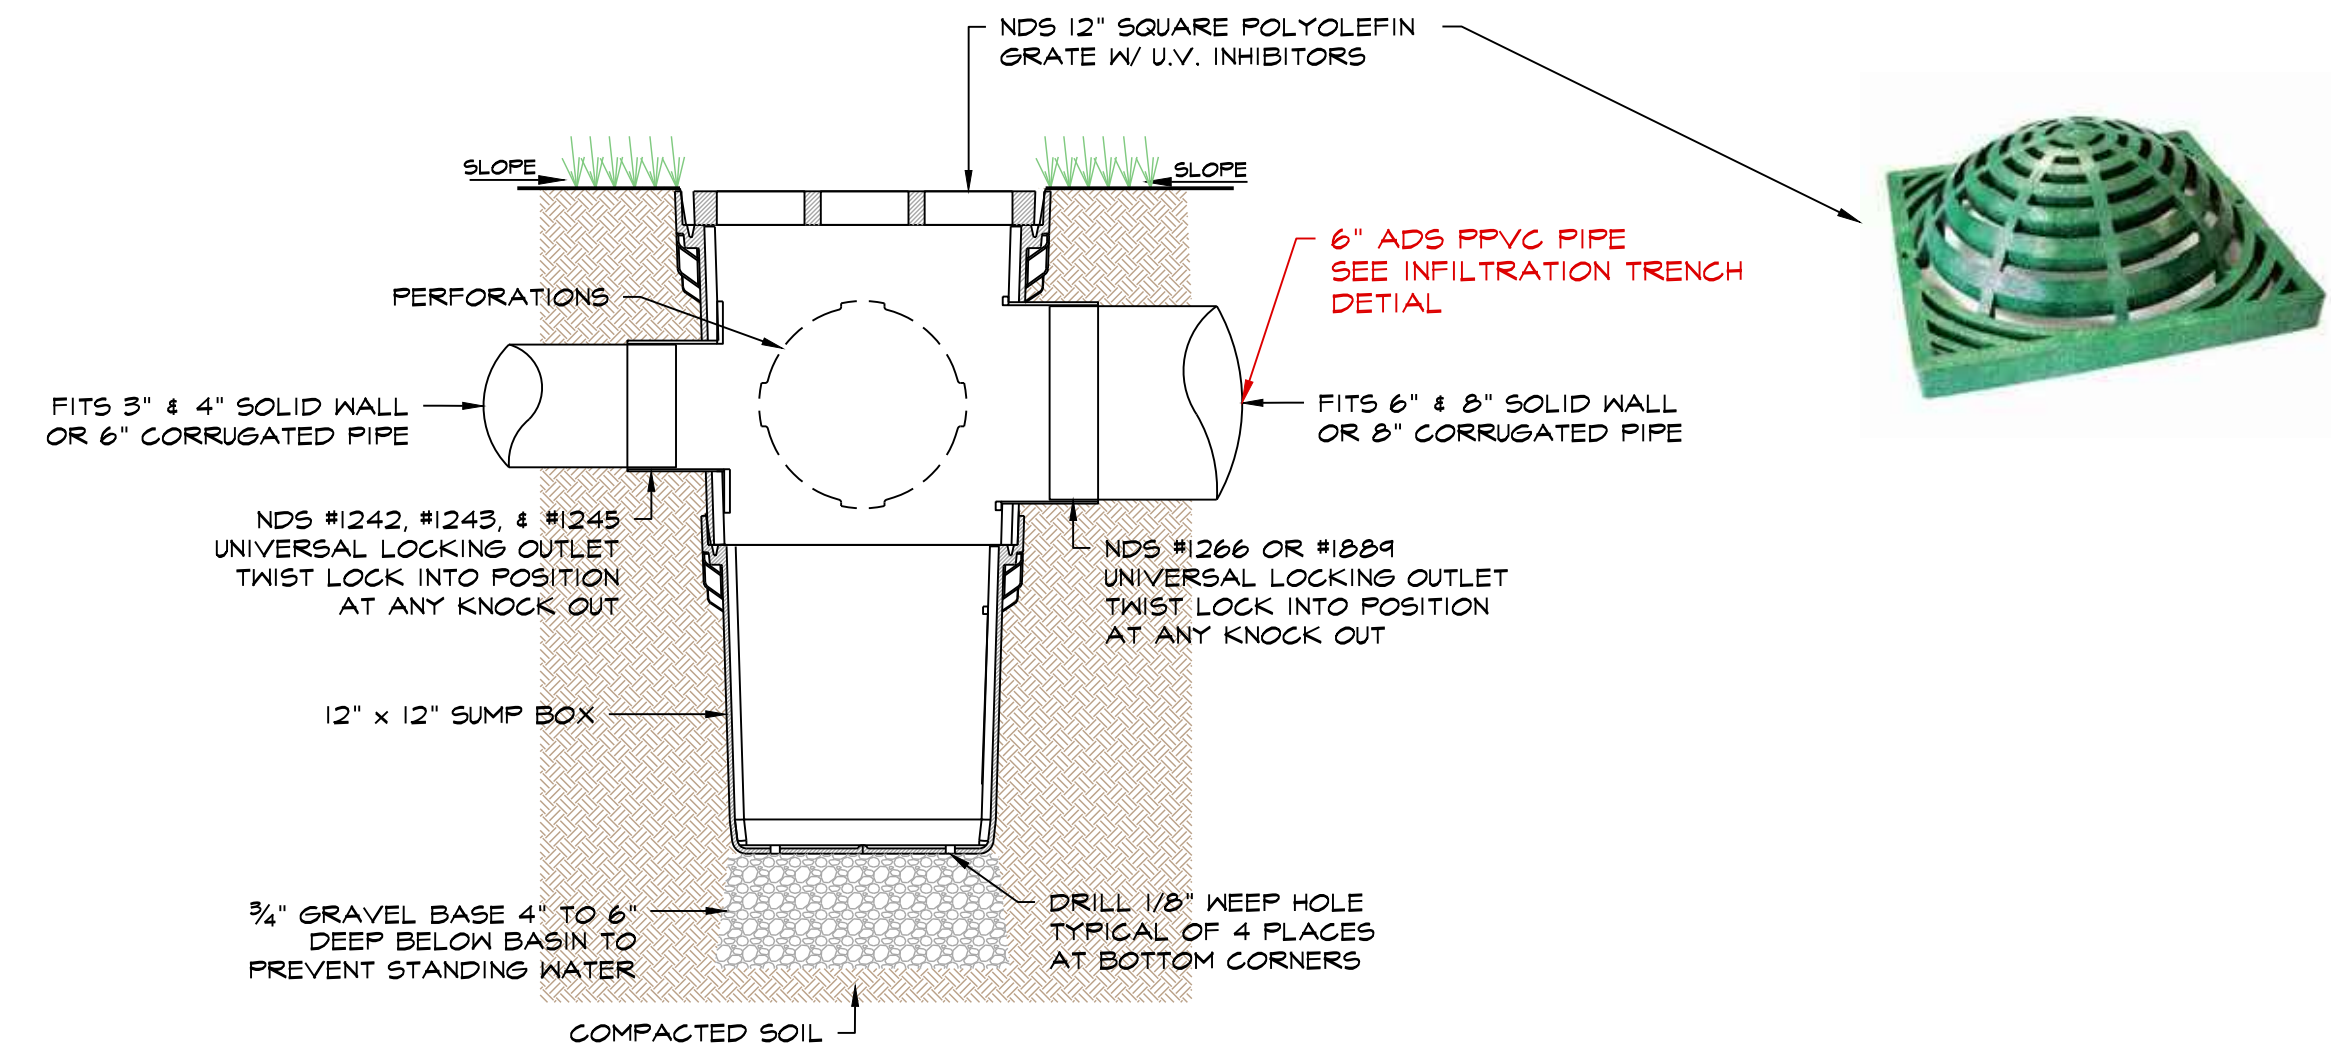 NDS 12" SQUARE POLYOLEFIN
GRATE W/ U.V. INHIBITORS
SLOPE
SLOPE
6" ADS PPVC PIPE
SEE INFILTRATION TRENCH
DETIAL
PERFORATIONS
FITS 3" & 4" SOLID WALL
OR 6" CORRUGATED PIPE
FITS 6" & 8" SOLID WALL
OR 8" CORRUGATED PIPE
NDS #1242, #1243, & #1245
UNIVERSAL LOCKING OUTLET
TWIST LOCK INTO POSITION
AT ANY KNOCK OUT
NDS #1266 OR #1889
UNIVERSAL LOCKING OUTLET
TWIST LOCK INTO POSITION
AT ANY KNOCK OUT
12" x 12" SUMP BOX
3/4" GRAVEL BASE 4" TO 6"
DEEP BELOW BASIN TO
PREVENT STANDING WATER
DRILL 1/8" WEEP HOLE
TYPICAL OF 4 PLACES
AT BOTTOM CORNERS
COMPACTED SOIL